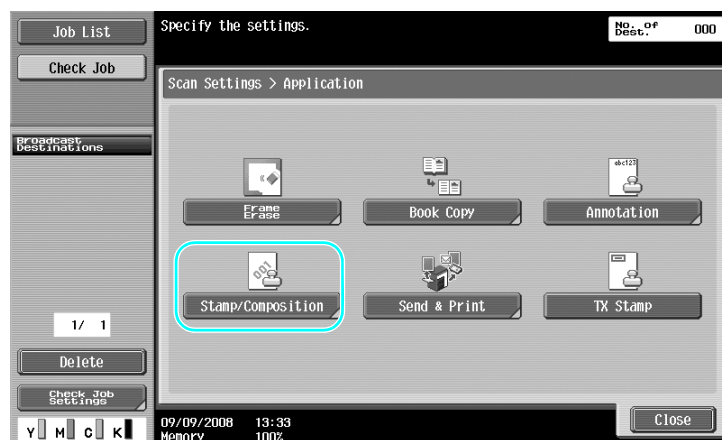 Job List
Specify the settings.
No. of
Dest.
000
Check Job
Scan Settings > Application
Broadcast
Destinations
abc123
Frame
Erase
Book Copy
Annotation
001
Stamp/Composition
Send & Print
TX Stamp
1/ 1
Delete
Check Job
Settings
Y M C K
09/09/2008 13:33
Memory 100%
Close